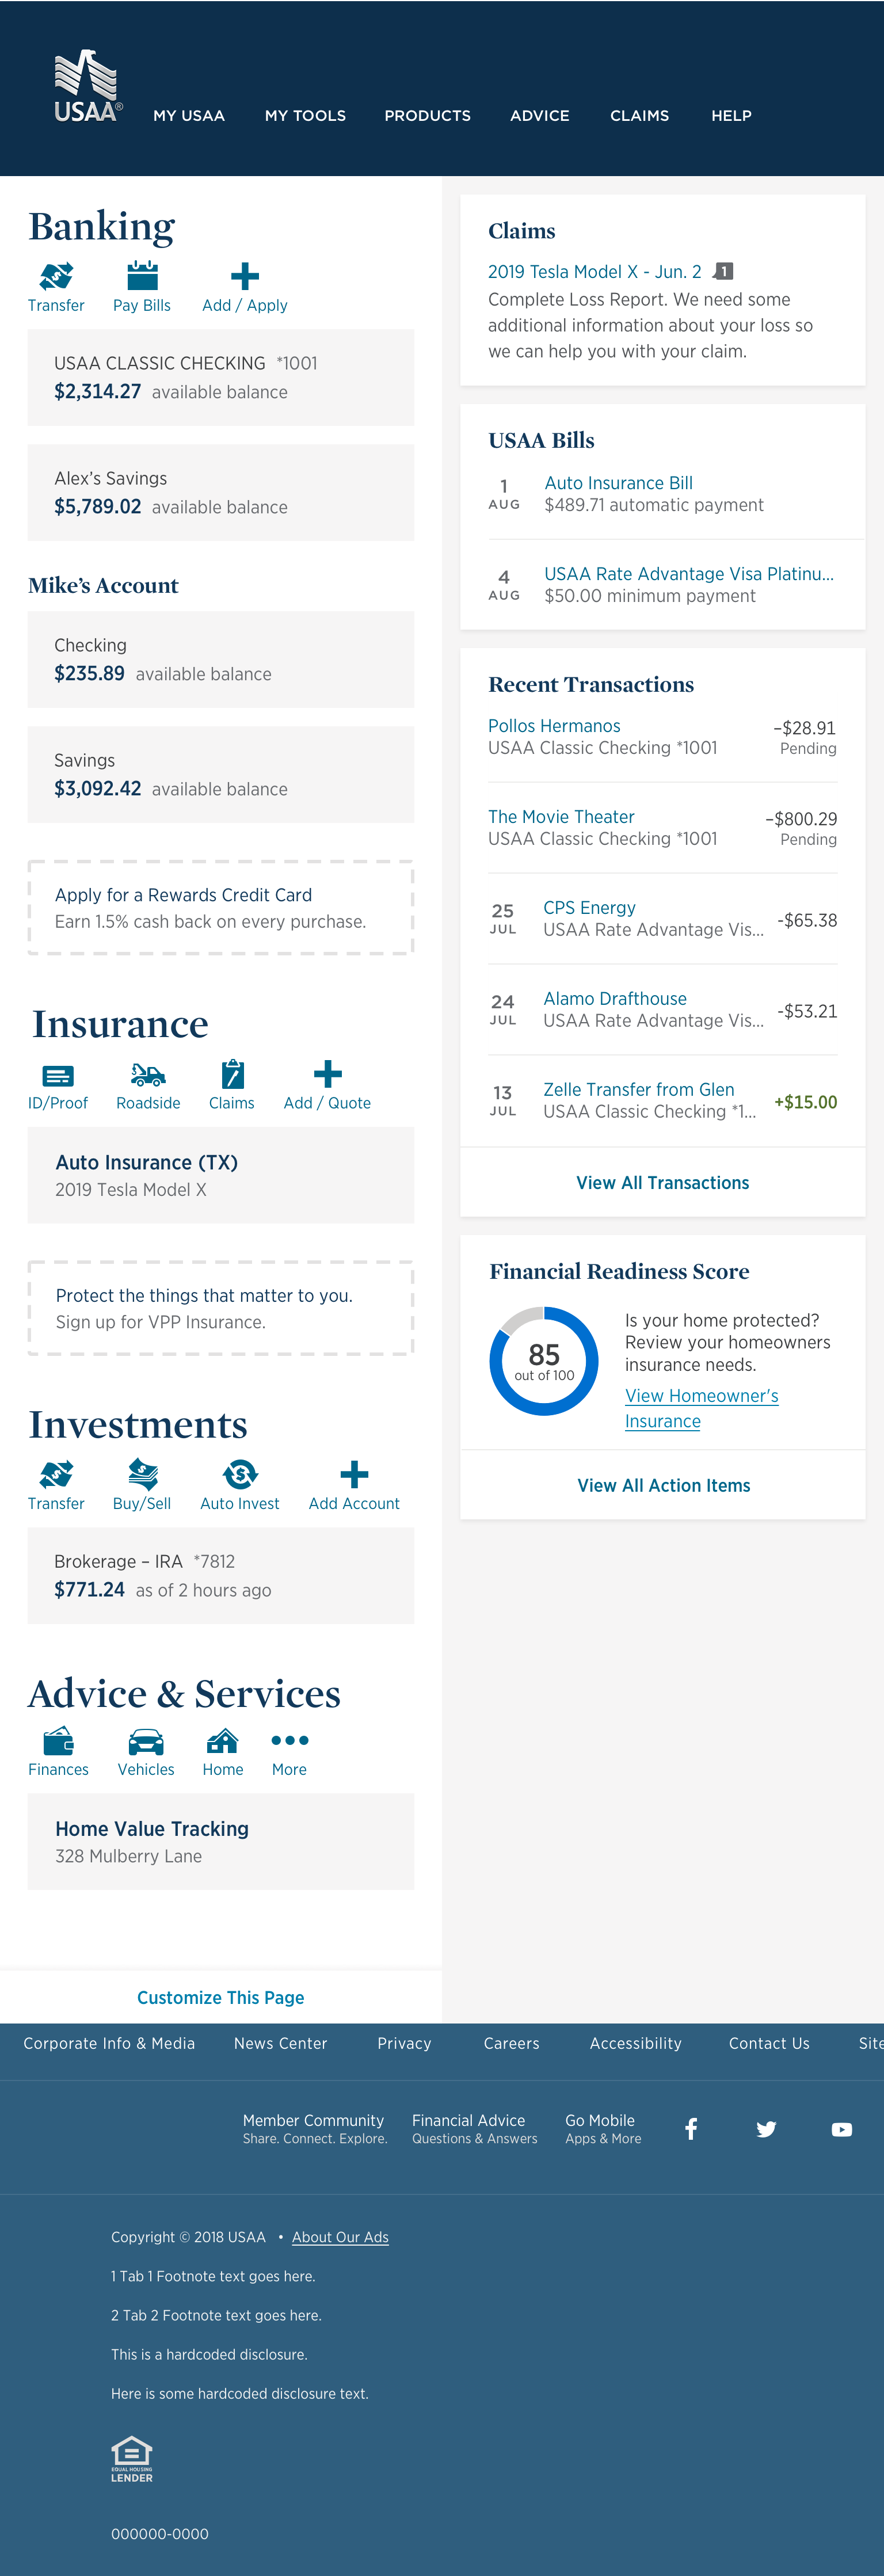 USAA®
MY USAA MY TOOLS PRODUCTS ADVICE CLAIMS HELP
Banking
Transfer Pay Bills Add / Apply
USAA CLASSIC CHECKING *1001
$2,314.27 available balance
Alex’s Savings
$5,789.02 available balance
Mike’s Account
Checking
$235.89 available balance
Savings
$3,092.42 available balance
Apply for a Rewards Credit Card
Earn 1.5% cash back on every purchase.
Insurance
ID/Proof Roadside Claims Add / Quote
Auto Insurance (TX)
2019 Tesla Model X
Protect the things that matter to you.
Sign up for VPP Insurance.
Investments
Transfer Buy/Sell Auto Invest Add Account
Brokerage – IRA *7812
$771.24 as of 2 hours ago
Advice & Services
Finances Vehicles Home More
Home Value Tracking
328 Mulberry Lane
Customize This Page
Claims
2019 Tesla Model X - Jun. 2 1
Complete Loss Report. We need some
additional information about your loss so
we can help you with your claim.
USAA Bills
1 AUG
Auto Insurance Bill
$489.71 automatic payment
4 AUG
USAA Rate Advantage Visa Platinu...
$50.00 minimum payment
Recent Transactions
Pollos Hermanos –$28.91
USAA Classic Checking *1001 Pending
The Movie Theater –$800.29
USAA Classic Checking *1001 Pending
25 JUL
CPS Energy -$65.38
USAA Rate Advantage Vis...
24 JUL
Alamo Drafthouse -$53.21
USAA Rate Advantage Vis...
13 JUL
Zelle Transfer from Glen +$15.00
USAA Classic Checking *1...
View All Transactions
Financial Readiness Score
85
out of 100
Is your home protected?
Review your homeowners
insurance needs.
View Homeowner's
Insurance
View All Action Items
Corporate Info & Media News Center Privacy Careers Accessibility Contact Us Site
Member Community Financial Advice Go Mobile
Share. Connect. Explore. Questions & Answers Apps & More
Copyright © 2018 USAA • About Our Ads
1 Tab 1 Footnote text goes here.
2 Tab 2 Footnote text goes here.
This is a hardcoded disclosure.
Here is some hardcoded disclosure text.
EQUAL HOUSING
LENDER
000000-0000